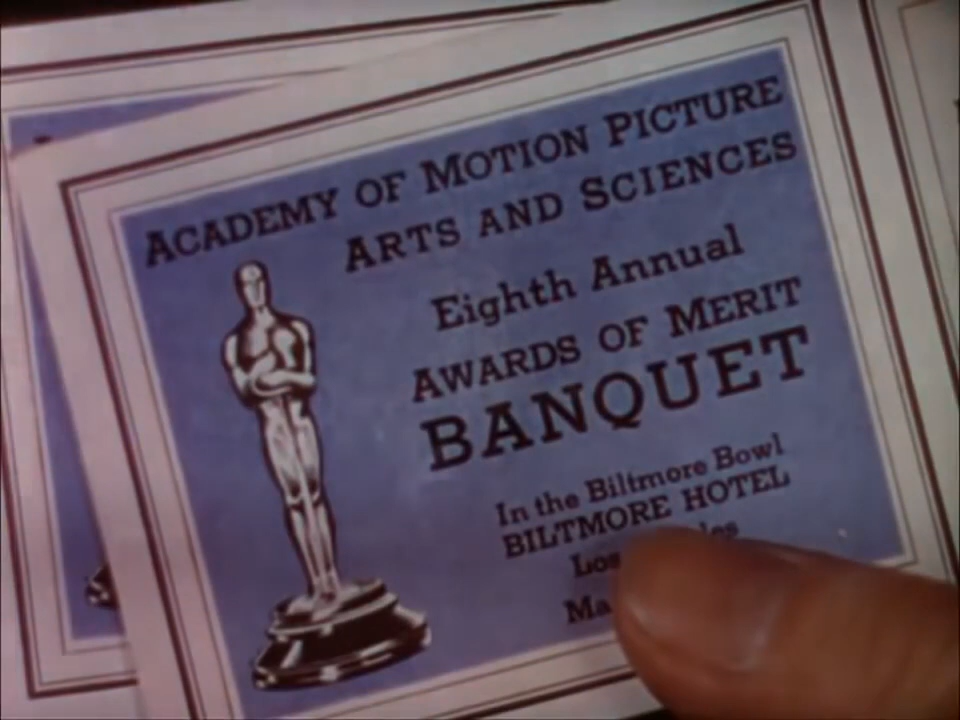 ACADEMY OF MOTION PICTURE
ARTS AND SCIENCES
Eighth Annual
AWARDS OF MERIT
BANQUET
In the Biltmore Bowl
BILTMORE HOTEL
Los